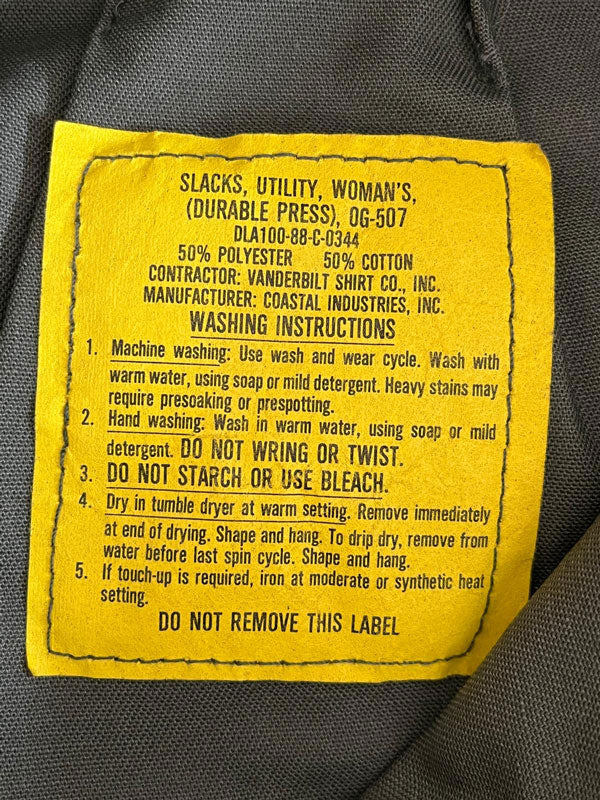 SLACKS, UTILITY, WOMAN'S,
(DURABLE PRESS), OG-507
DLA100-88-C-0344
50% POLYESTER 50% COTTON
CONTRACTOR: VANDERBILT SHIRT CO., INC.
MANUFACTURER: COASTAL INDUSTRIES, INC.
WASHING INSTRUCTIONS
1. Machine washing: Use wash and wear cycle. Wash with
warm water, using soap or mild detergent. Heavy stains may
require presoaking or prespotting.
2. Hand washing: Wash in warm water, using soap or mild
detergent. DO NOT WRING OR TWIST.
3. DO NOT STARCH OR USE BLEACH.
4. Dry in tumble dryer at warm setting. Remove immediately
at end of drying. Shape and hang. To drip dry, remove from
water before last spin cycle. Shape and hang.
5. If touch-up is required, iron at moderate or synthetic heat
setting.
DO NOT REMOVE THIS LABEL